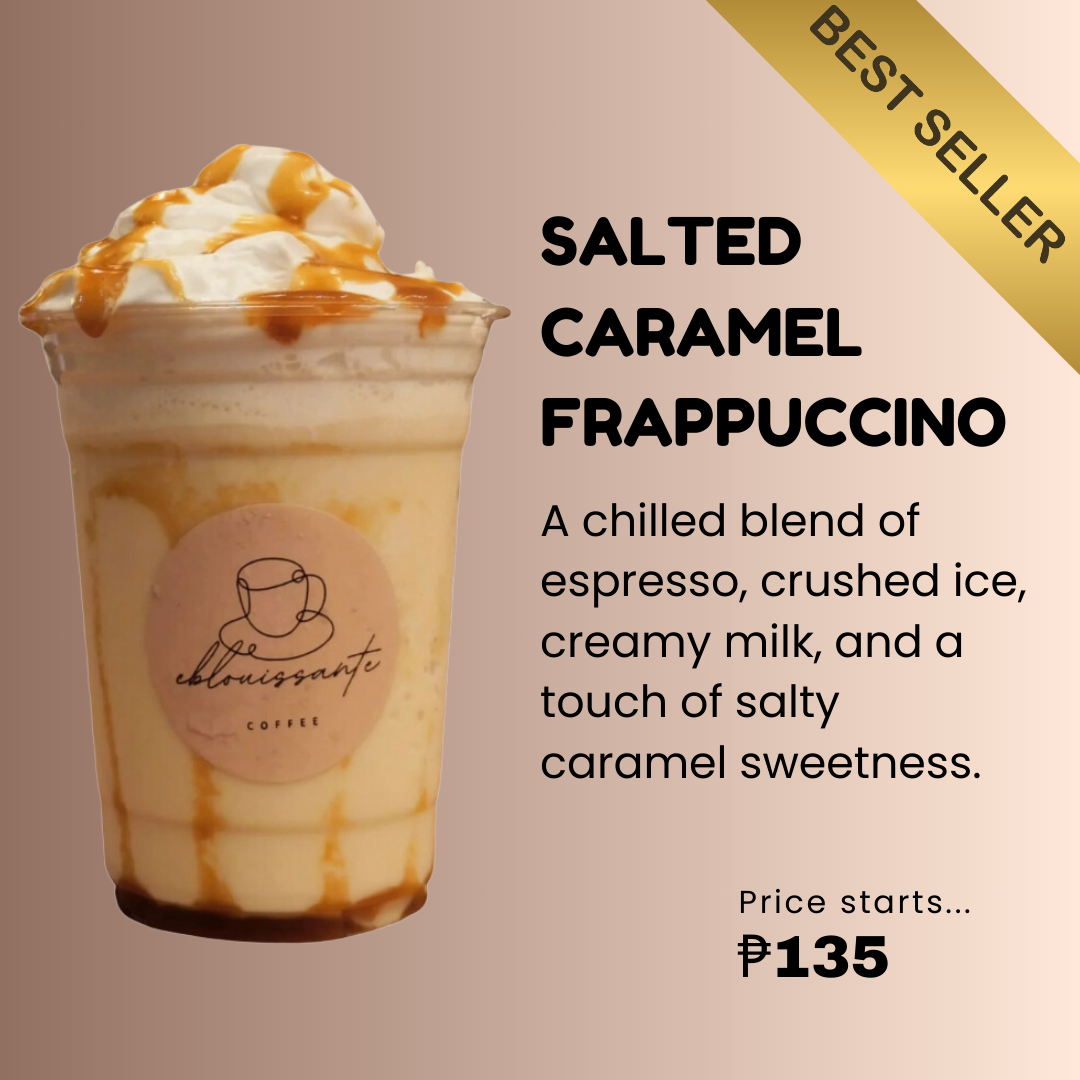 BEST SELLER
SALTED
CARAMEL
FRAPPUCCINO
A chilled blend of
espresso, crushed ice,
creamy milk, and a
touch of salty
caramel sweetness.
eblouissante
COFFEE
Price starts...
₱135